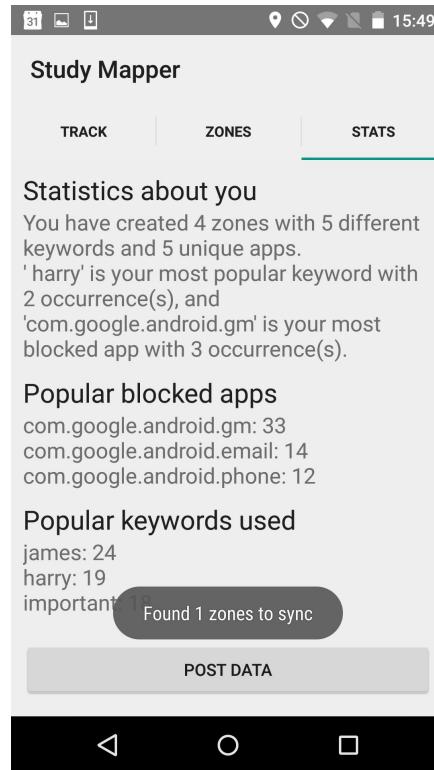 31 15:49
Study Mapper
TRACK ZONES STATS
Statistics about you
You have created 4 zones with 5 different
keywords and 5 unique apps.
' harry' is your most popular keyword with
2 occurrence(s), and
'com.google.android.gm' is your most
blocked app with 3 occurrence(s).
Popular blocked apps
com.google.android.gm: 33
com.google.android.email: 14
com.google.android.phone: 12
Popular keywords used
james: 24
harry: 19
important: 18
Found 1 zones to sync
POST DATA